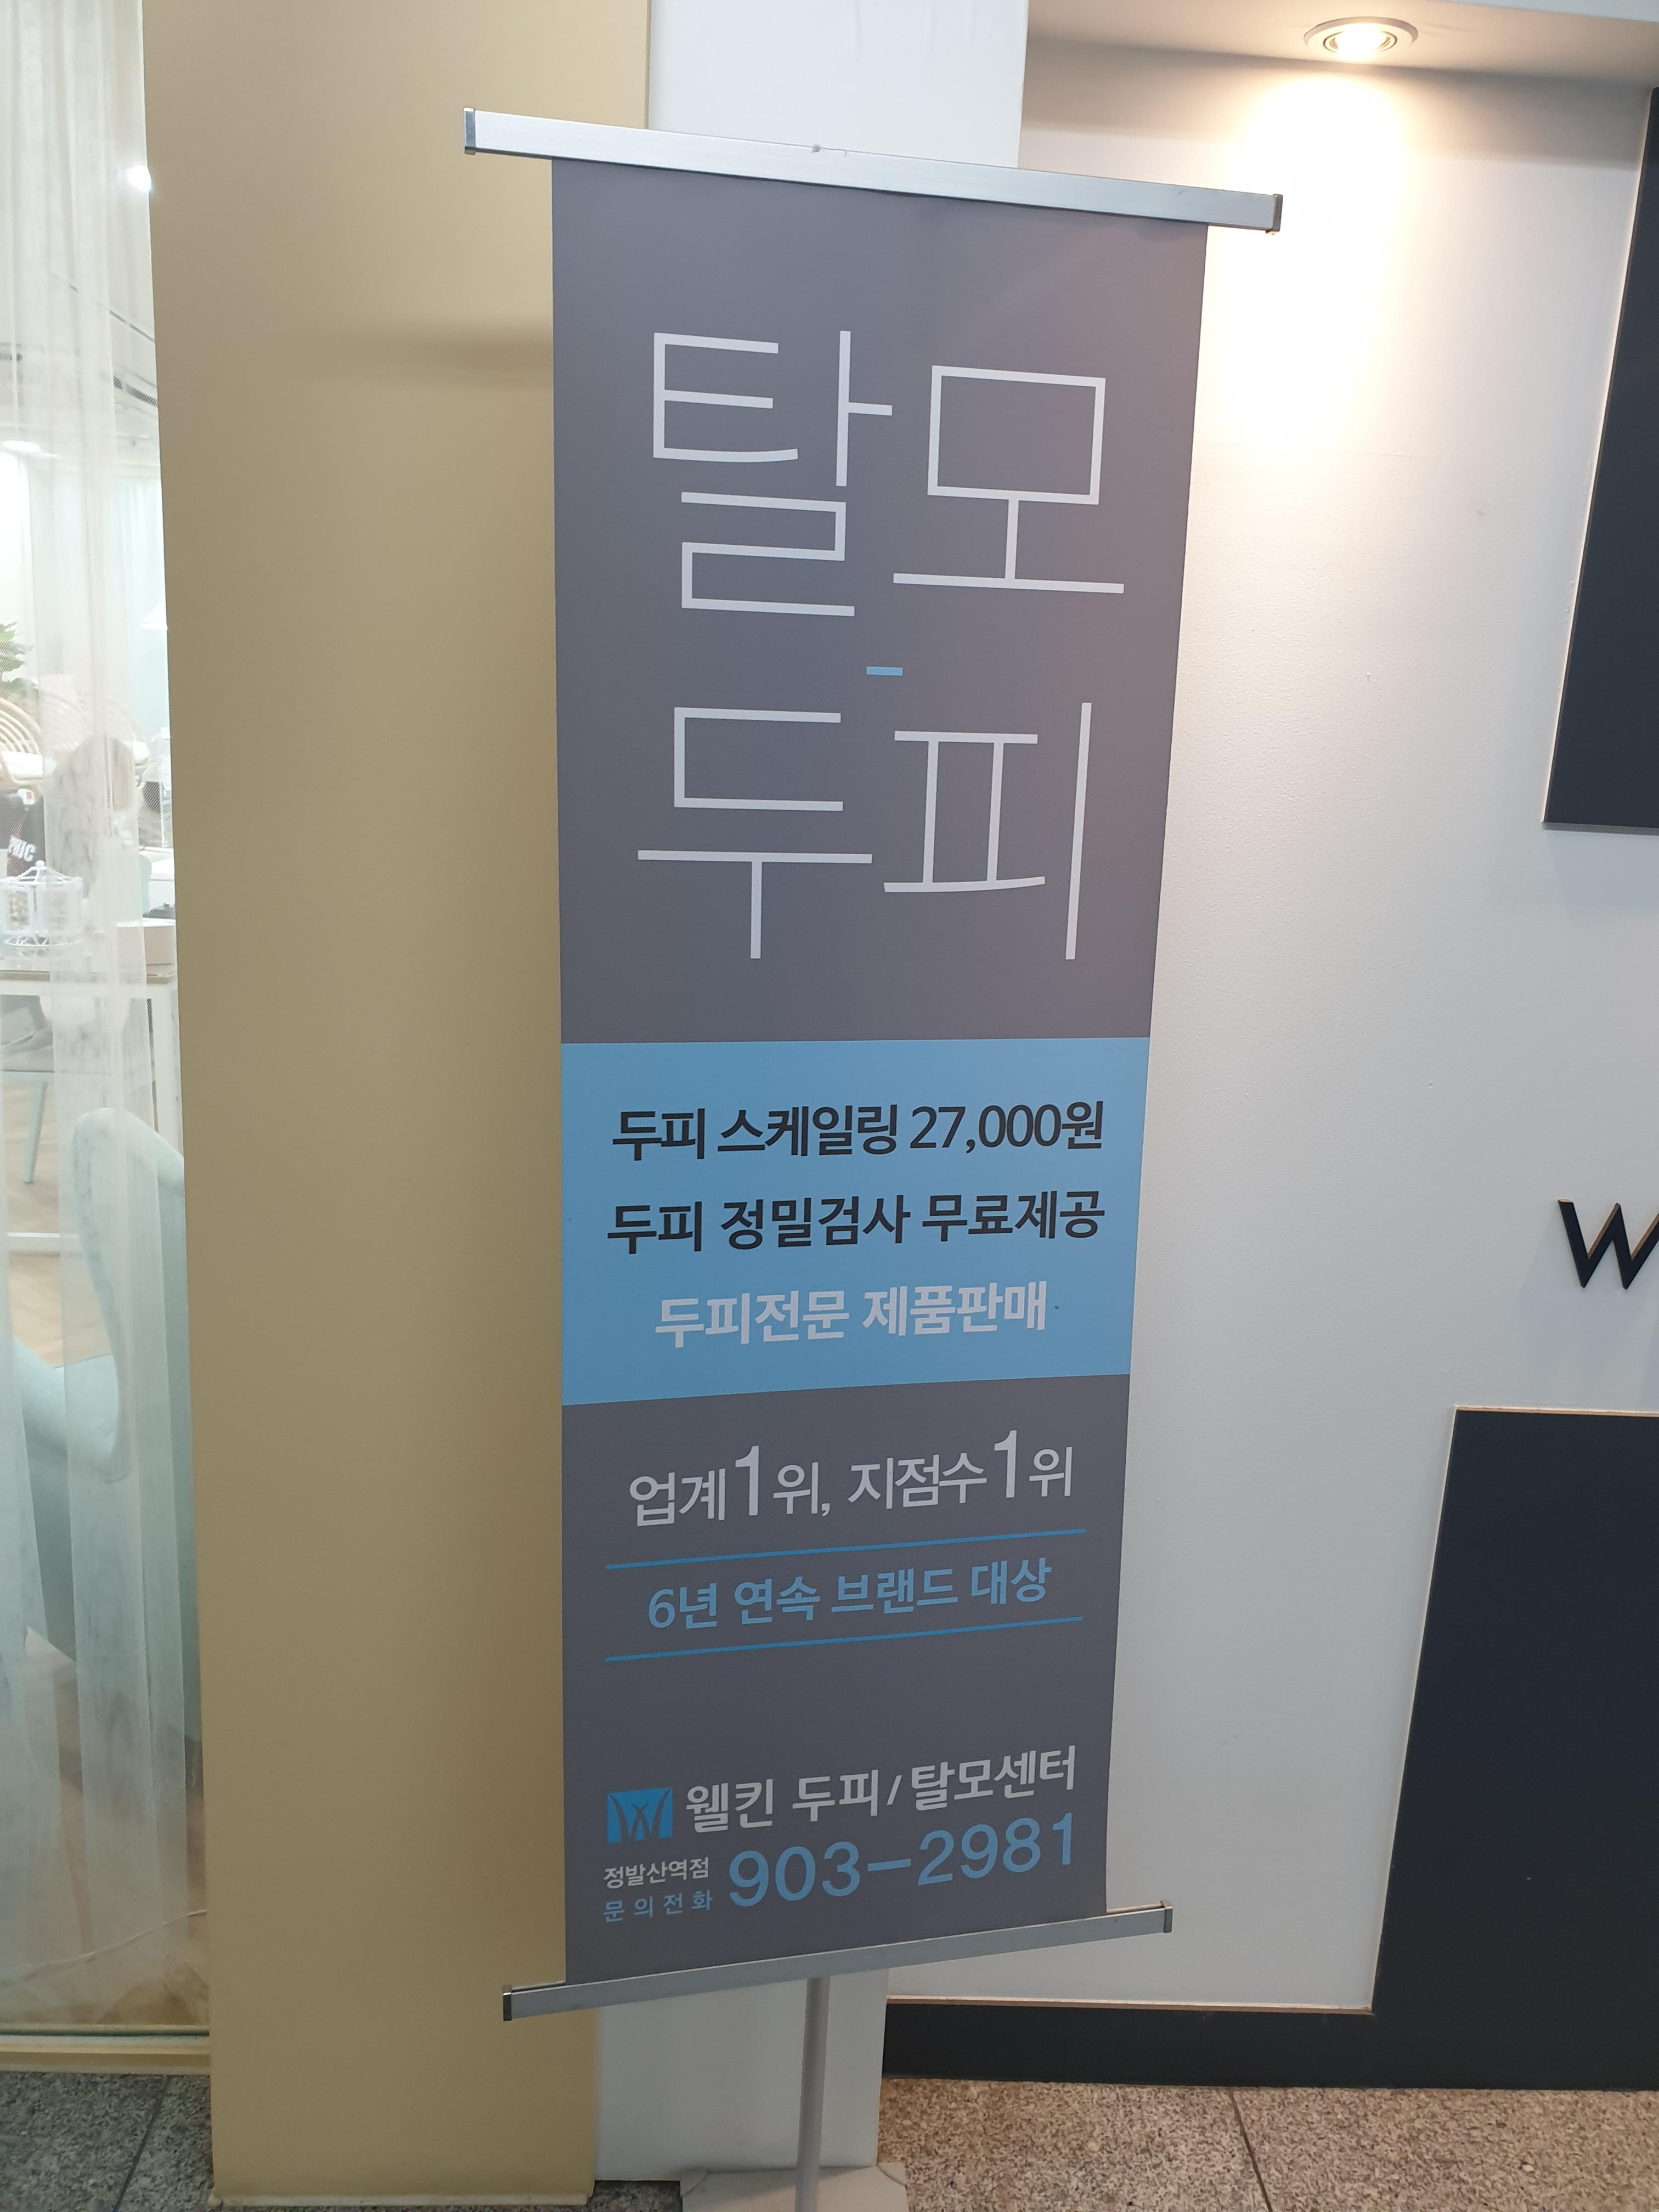 탈모
-
두피
두피 스케일링 27,000원
두피 정밀검사 무료제공
두피전문 제품판매
업계1위, 지점수1위
6년 연속 브랜드 대상
웰킨 두피/탈모센터
정발산역점
문의전화 903-2981
W